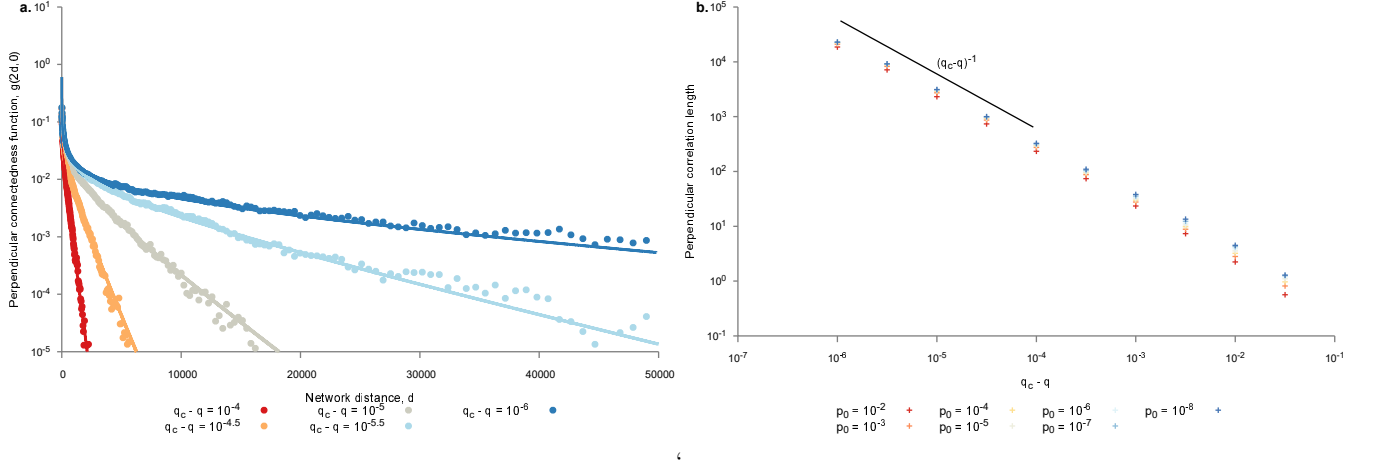 a.
Perpendicular connectedness function, g(2d,0)
10^1
10^0
10^-1
10^-2
10^-3
10^-4
10^-5
0 10000 20000 30000 40000 50000
Network distance, d
q_c - q = 10^-4 q_c - q = 10^-5 q_c - q = 10^-6
q_c - q = 10^-4.5 q_c - q = 10^-5.5
b.
Perpendicular correlation length
10^5
10^4
10^3
10^2
10^1
10^0
10^-1
(q_c-q)^-1
10^-7 10^-6 10^-5 10^-4 10^-3 10^-2 10^-1
q_c - q
p_0 = 10^-2 p_0 = 10^-4 p_0 = 10^-6 p_0 = 10^-8
p_0 = 10^-3 p_0 = 10^-5 p_0 = 10^-7